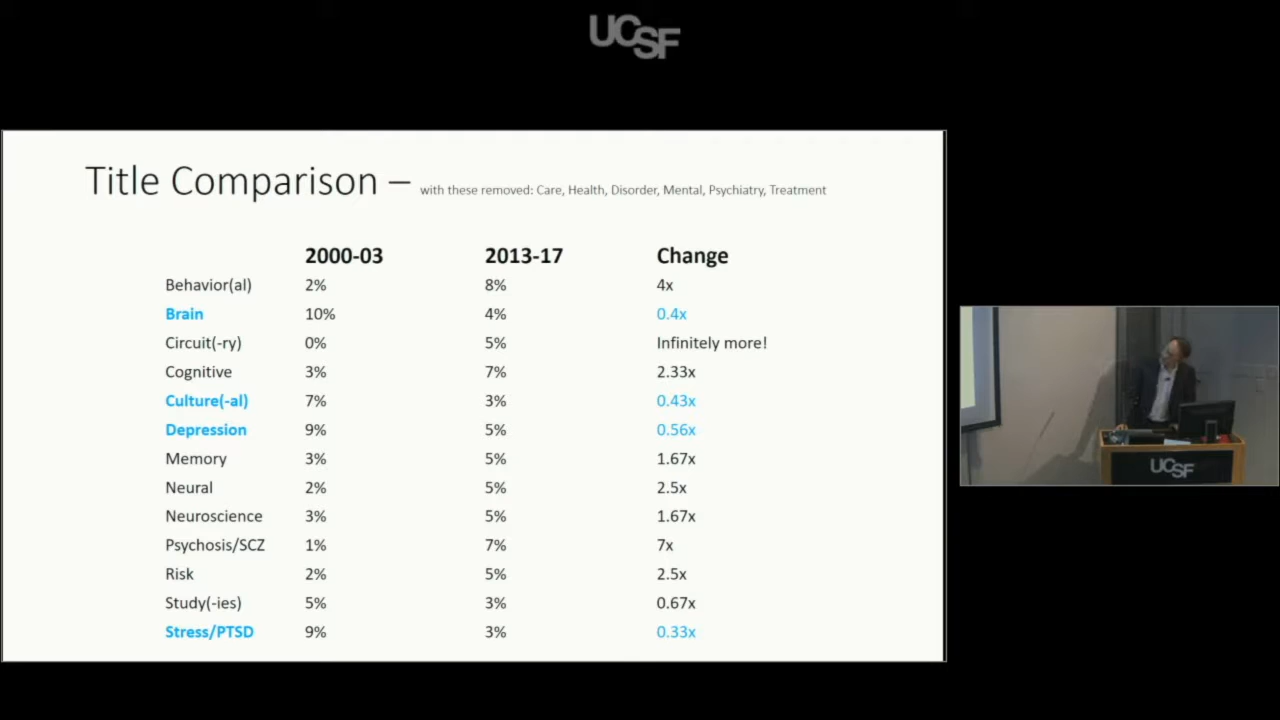 UCSF
Title Comparison – with these removed: Care, Health, Disorder, Mental, Psychiatry, Treatment
2000-03 2013-17 Change
Behavior(al) 2% 8% 4x
Brain 10% 4% 0.4x
Circuit(-ry) 0% 5% Infinitely more!
Cognitive 3% 7% 2.33x
Culture(-al) 7% 3% 0.43x
Depression 9% 5% 0.56x
Memory 3% 5% 1.67x
Neural 2% 5% 2.5x
Neuroscience 3% 5% 1.67x
Psychosis/SCZ 1% 7% 7x
Risk 2% 5% 2.5x
Study(-ies) 5% 3% 0.67x
Stress/PTSD 9% 3% 0.33x
UCSF